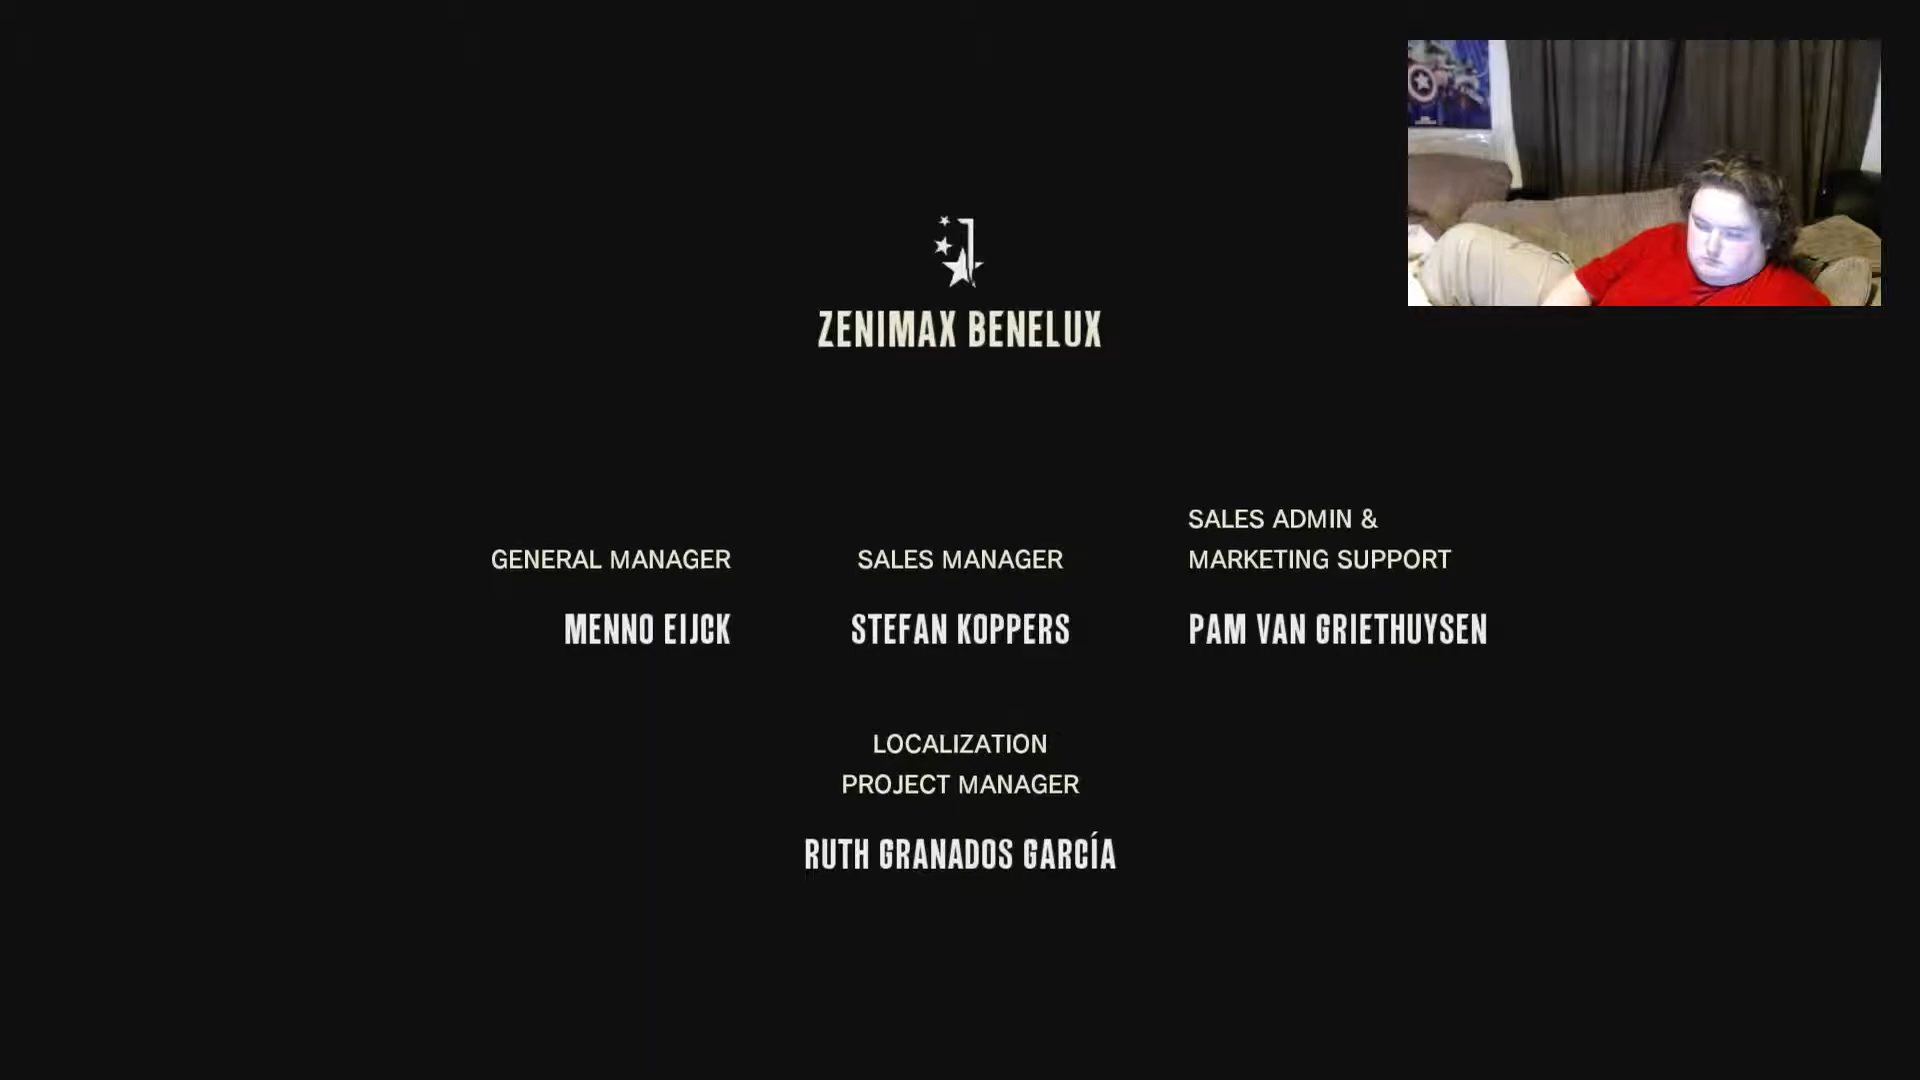 ZENIMAX BENELUX
GENERAL MANAGER
MENNO EIJCK
SALES MANAGER
STEFAN KOPPERS
SALES ADMIN &
MARKETING SUPPORT
PAM VAN GRIETHUYSEN
LOCALIZATION
PROJECT MANAGER
RUTH GRANADOS GARCÍA